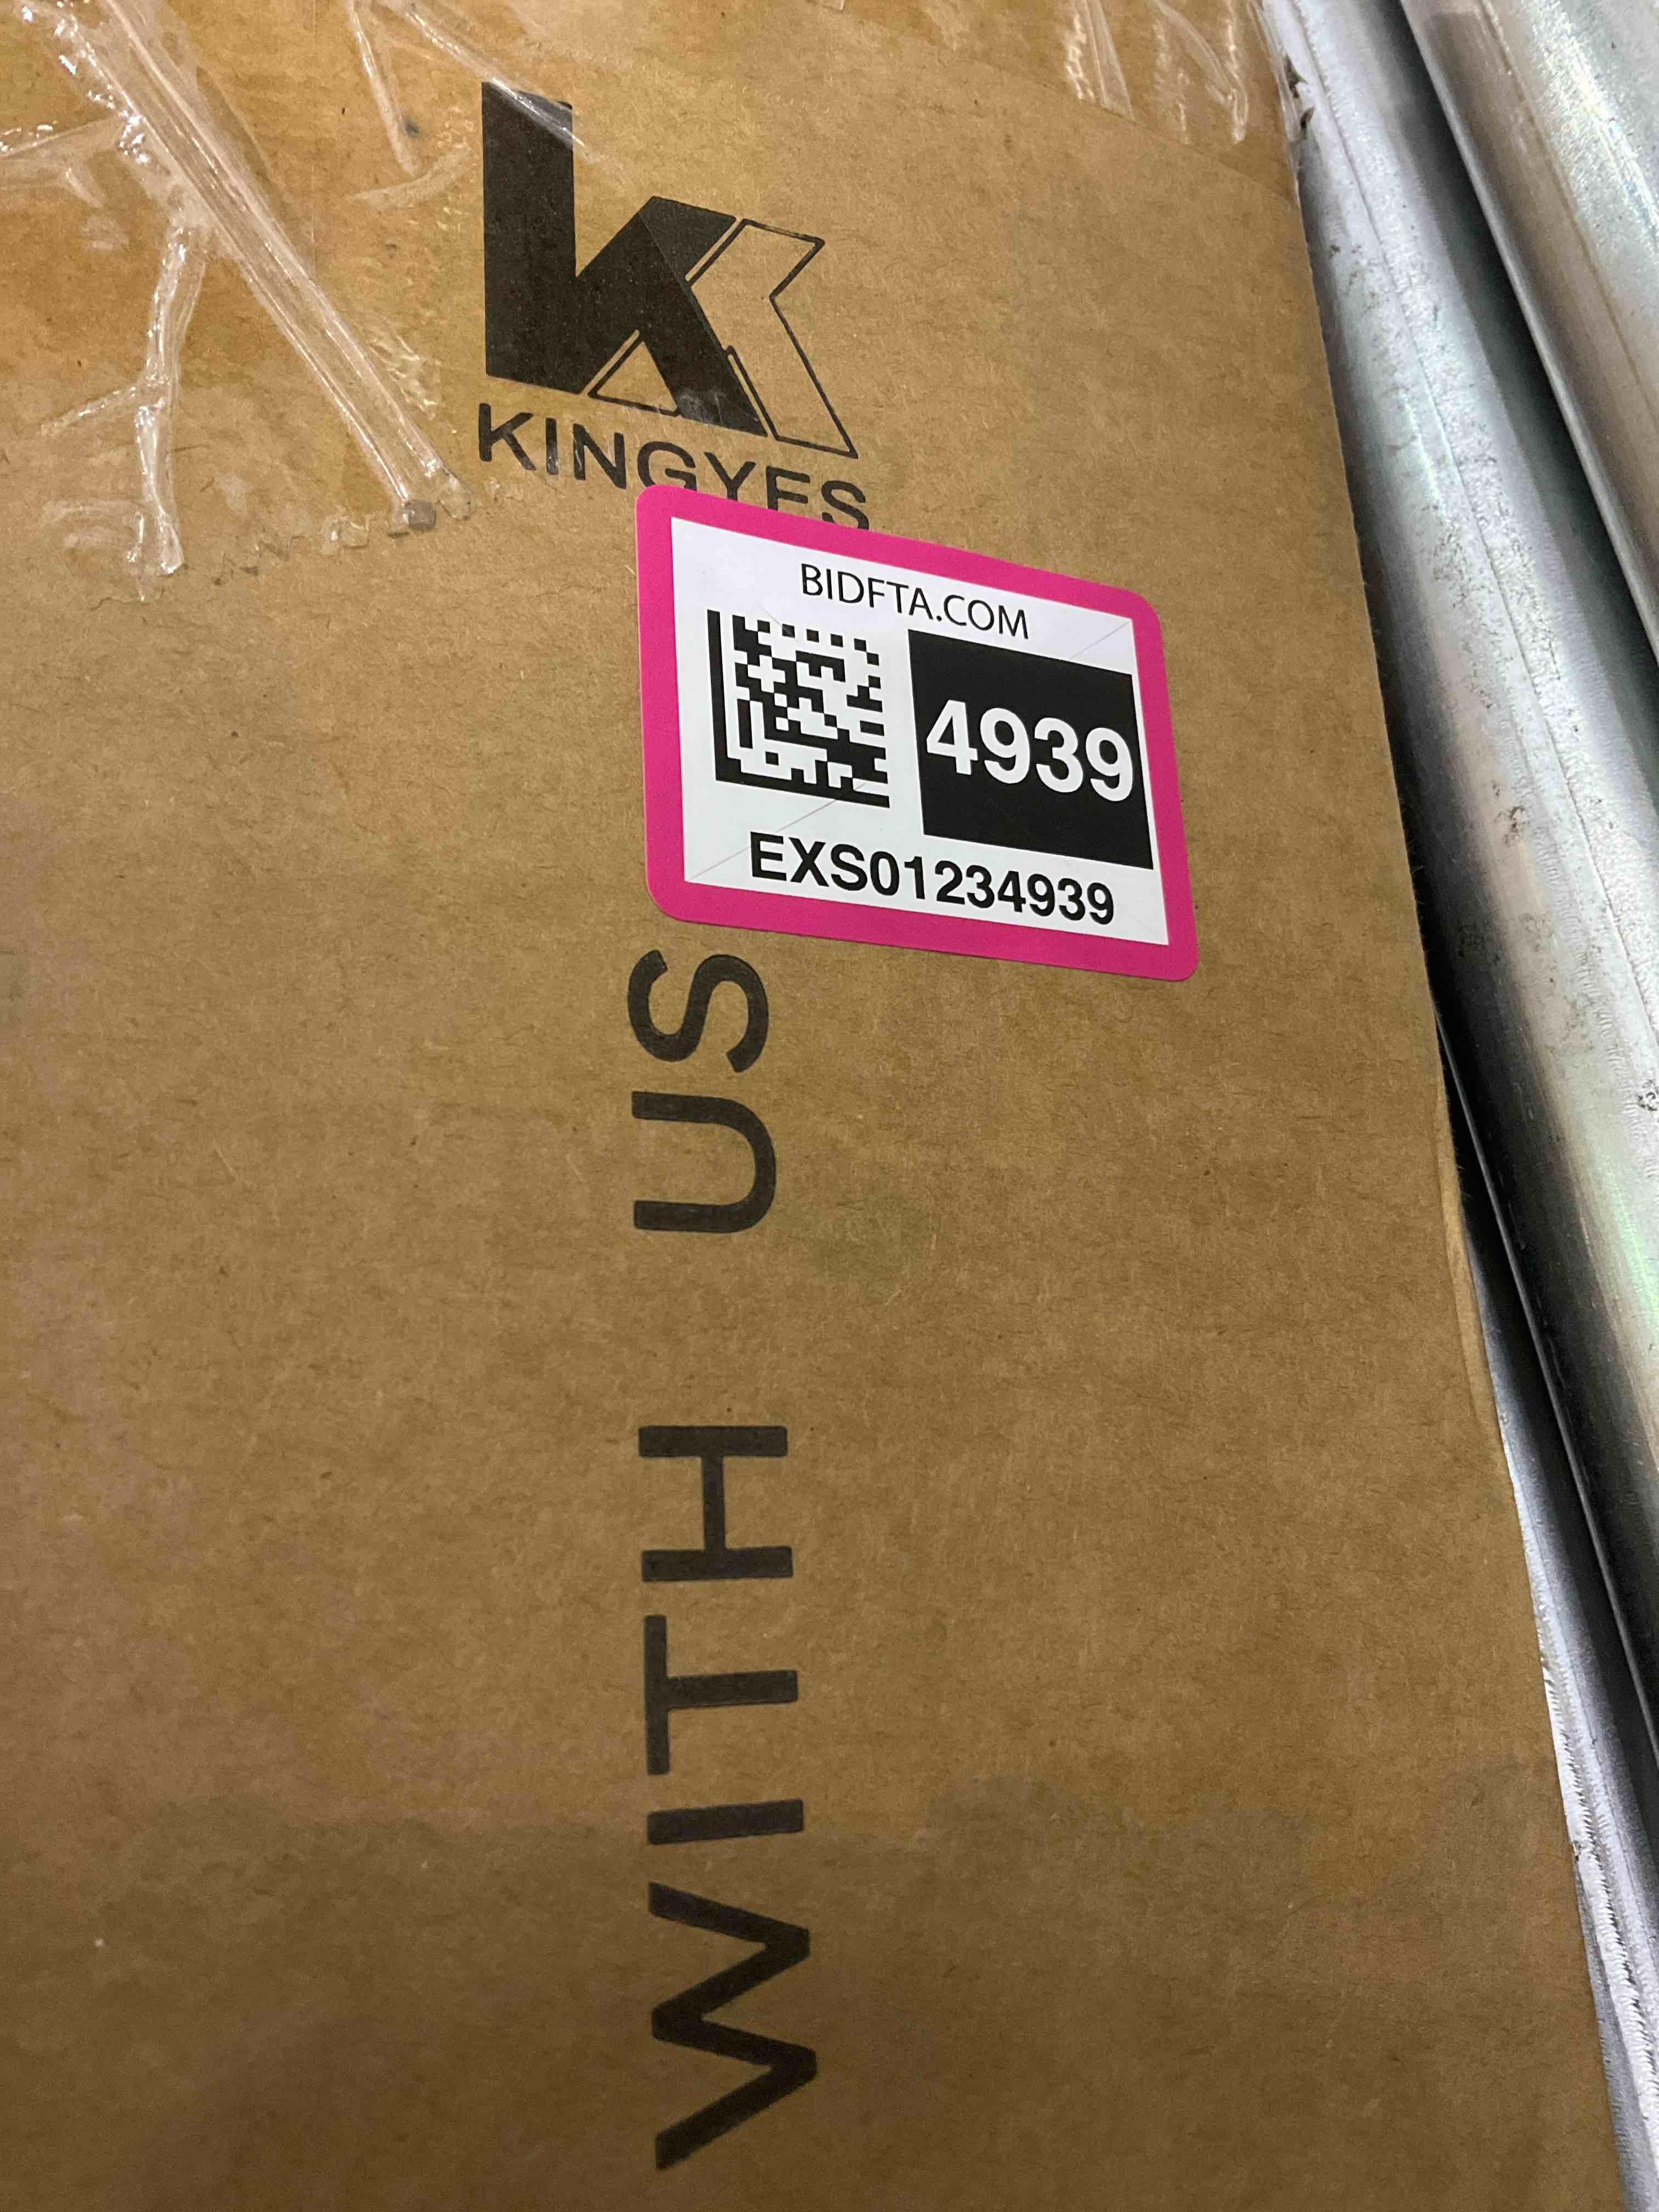 KINGYES
BIDFTA.COM
4939
EXS01234939
WITH US